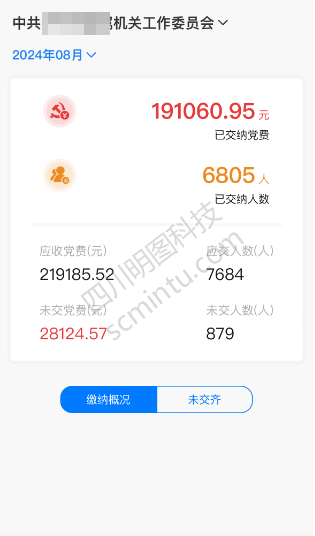 中共 机关工作委员会
2024年08月
191060.95 元
已交纳党费
6805 人
已交纳人数
应收党费(元) 应交人数(人)
219185.52 7684
未交党费(元) 未交人数(人)
28124.57 879
四川明图科技
scmintu.com
缴纳概况 未交齐